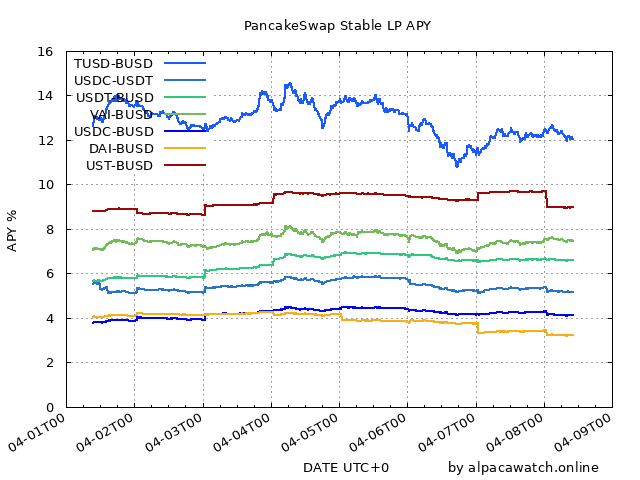 PancakeSwap Stable LP APY
16
14
12
10
8
6
4
2
0
APY %
TUSD-BUSD
USDC-USDT
USDT-BUSD
VAI-BUSD
USDC-BUSD
DAI-BUSD
UST-BUSD
04-01T00
04-02T00
04-03T00
04-04T00
04-05T00
04-06T00
04-07T00
04-08T00
04-09T00
DATE UTC+0
by alpacawatch.online